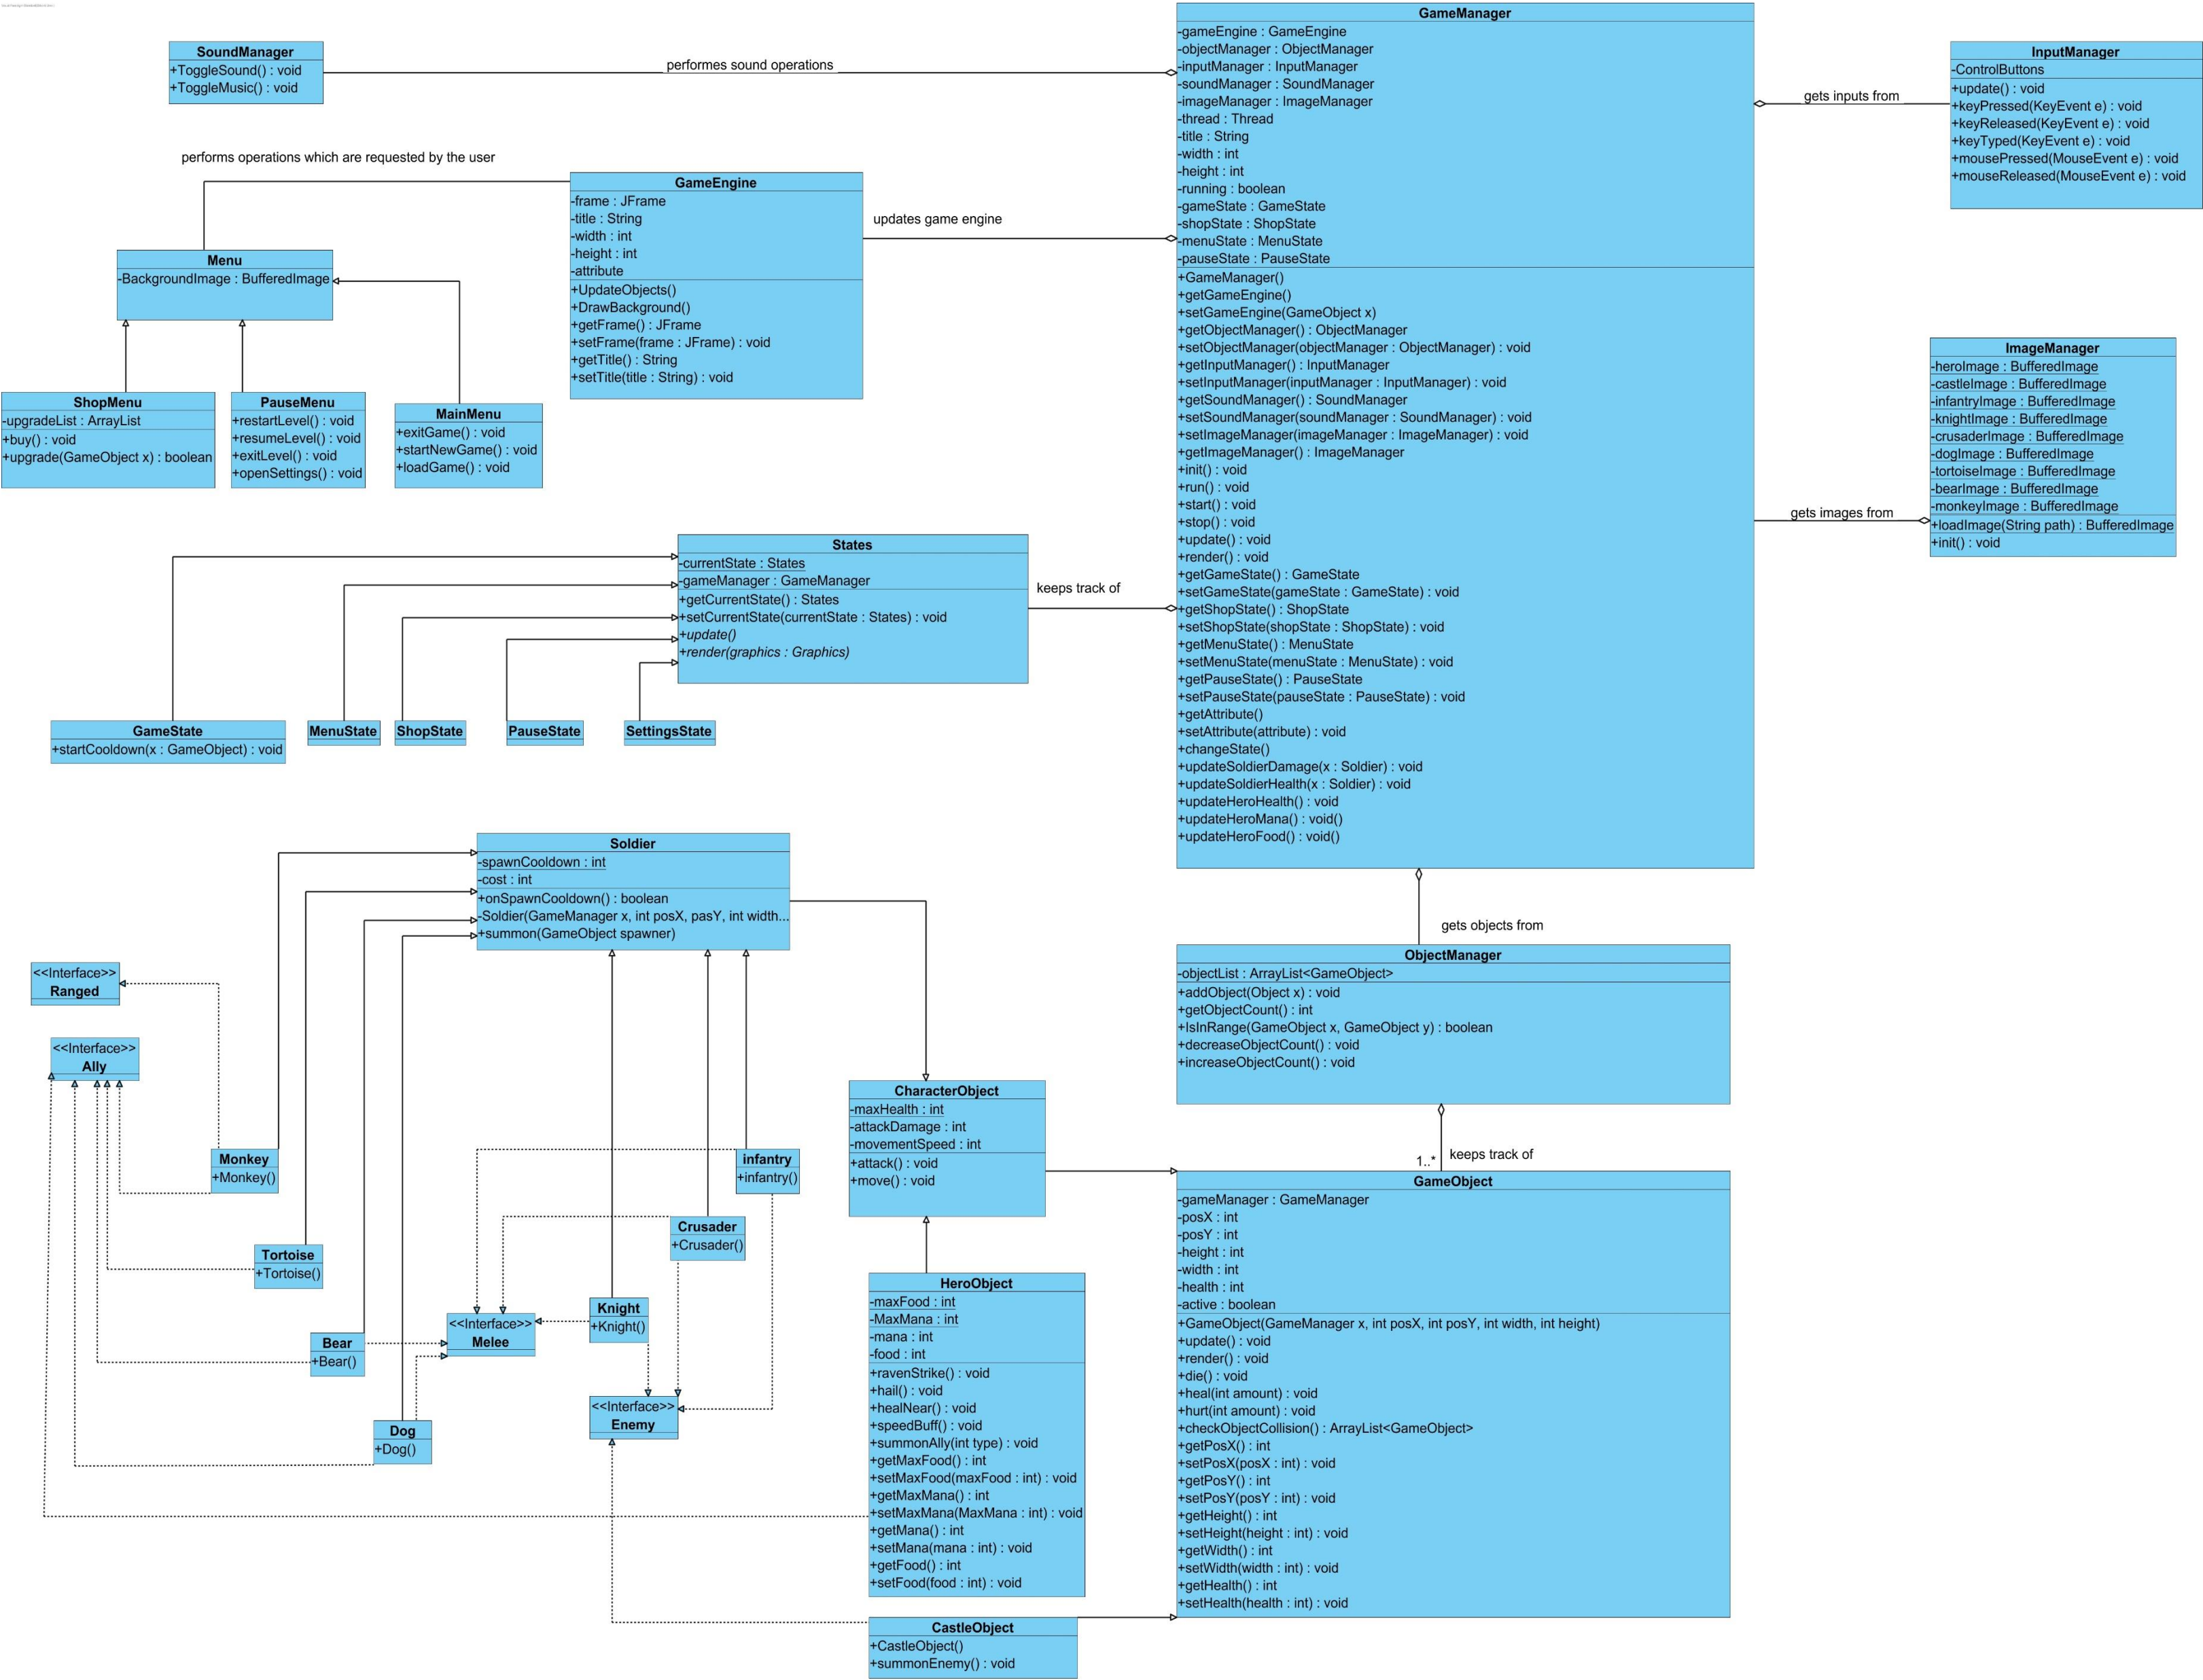 SoundManager
+ToggleSound() : void
+ToggleMusic() : void
performes sound operations
GameManager
-gameEngine : GameEngine
-objectManager : ObjectManager
-inputManager : InputManager
-soundManager : SoundManager
-imageManager : ImageManager
-thread : Thread
-title : String
-width : int
-height : int
-running : boolean
-gameState : GameState
-shopState : ShopState
-menuState : MenuState
-pauseState : PauseState
+GameManager()
+getGameEngine()
+setGameEngine(GameObject x)
+getObjectManager() : ObjectManager
+setObjectManager(objectManager : ObjectManager) : void
+getInputManager() : InputManager
+setInputManager(inputManager : InputManager) : void
+getSoundManager() : SoundManager
+setSoundManager(soundManager : SoundManager) : void
+setImageManager(imageManager : ImageManager) : void
+getImageManager() : ImageManager
+init() : void
+run() : void
+start() : void
+stop() : void
+update() : void
+render() : void
+getGameState() : GameState
+setGameState(gameState : GameState) : void
+getShopState() : ShopState
+setShopState(shopState : ShopState) : void
+getMenuState() : MenuState
+setMenuState(menuState : MenuState) : void
+getPauseState() : PauseState
+setPauseState(pauseState : PauseState) : void
+getAttribute()
+setAttribute(attribute) : void
+changeState()
+updateSoldierDamage(x : Soldier) : void
+updateSoldierHealth(x : Soldier) : void
+updateHeroHealth() : void
+updateHeroMana() : void()
+updateHeroFood() : void()
gets inputs from
InputManager
-ControlButtons
+update() : void
+keyPressed(KeyEvent e) : void
+keyReleased(KeyEvent e) : void
+keyTyped(KeyEvent e) : void
+mousePressed(MouseEvent e) : void
+mouseReleased(MouseEvent e) : void
performs operations which are requested by the user
GameEngine
-frame : JFrame
-title : String
-width : int
-height : int
-attribute
+UpdateObjects()
+DrawBackground()
+getFrame() : JFrame
+setFrame(frame : JFrame) : void
+getTitle() : String
+setTitle(title : String) : void
updates game engine
Menu
-BackgroundImage : BufferedImage
ShopMenu
-upgradeList : ArrayList
+buy() : void
+upgrade(GameObject x) : boolean
PauseMenu
+restartLevel() : void
+resumeLevel() : void
+exitLevel() : void
+openSettings() : void
MainMenu
+exitGame() : void
+startNewGame() : void
+loadGame() : void
gets images from
ImageManager
-heroImage : BufferedImage
-castleImage : BufferedImage
-infantryImage : BufferedImage
-knightImage : BufferedImage
-crusaderImage : BufferedImage
-dogImage : BufferedImage
-tortoiseImage : BufferedImage
-bearImage : BufferedImage
-monkeyImage : BufferedImage
+loadImage(String path) : BufferedImage
+init() : void
States
-currentState : States
-gameManager : GameManager
+getCurrentState() : States
+setCurrentState(currentState : States) : void
+update()
+render(graphics : Graphics)
keeps track of
GameState
+startCooldown(x : GameObject) : void
MenuState
ShopState
PauseState
SettingsState
Soldier
-spawnCooldown : int
-cost : int
+onSpawnCooldown() : boolean
-Soldier(GameManager x, int posX, pasY, int width...
+summon(GameObject spawner)
gets objects from
ObjectManager
-objectList : ArrayList<GameObject>
+addObject(Object x) : void
+getObjectCount() : int
+IsInRange(GameObject x, GameObject y) : boolean
+decreaseObjectCount() : void
+increaseObjectCount() : void
<<Interface>>
Ranged
<<Interface>>
Ally
CharacterObject
-maxHealth : int
-attackDamage : int
-movementSpeed : int
+attack() : void
+move() : void
Monkey
+Monkey()
infantry
+infantry()
1..*
keeps track of
Crusader
+Crusader()
Tortoise
+Tortoise()
GameObject
-gameManager : GameManager
-posX : int
-posY : int
-height : int
-width : int
-health : int
-active : boolean
+GameObject(GameManager x, int posX, int posY, int width, int height)
+update() : void
+render() : void
+die() : void
+heal(int amount) : void
+hurt(int amount) : void
+checkObjectCollision() : ArrayList<GameObject>
+getPosX() : int
+setPosX(posX : int) : void
+getPosY() : int
+setPosY(posY : int) : void
+getHeight() : int
+setHeight(height : int) : void
+getWidth() : int
+setWidth(width : int) : void
+getHealth() : int
+setHealth(health : int) : void
HeroObject
-maxFood : int
-MaxMana : int
-mana : int
-food : int
+ravenStrike() : void
+hail() : void
+healNear() : void
+speedBuff() : void
+summonAlly(int type) : void
+getMaxFood() : int
+setMaxFood(maxFood : int) : void
+getMaxMana() : int
+setMaxMana(MaxMana : int) : void
+getMana() : int
+setMana(mana : int) : void
+getFood() : int
+setFood(food : int) : void
Knight
+Knight()
<<Interface>>
Melee
Bear
+Bear()
<<Interface>>
Enemy
Dog
+Dog()
CastleObject
+CastleObject()
+summonEnemy() : void